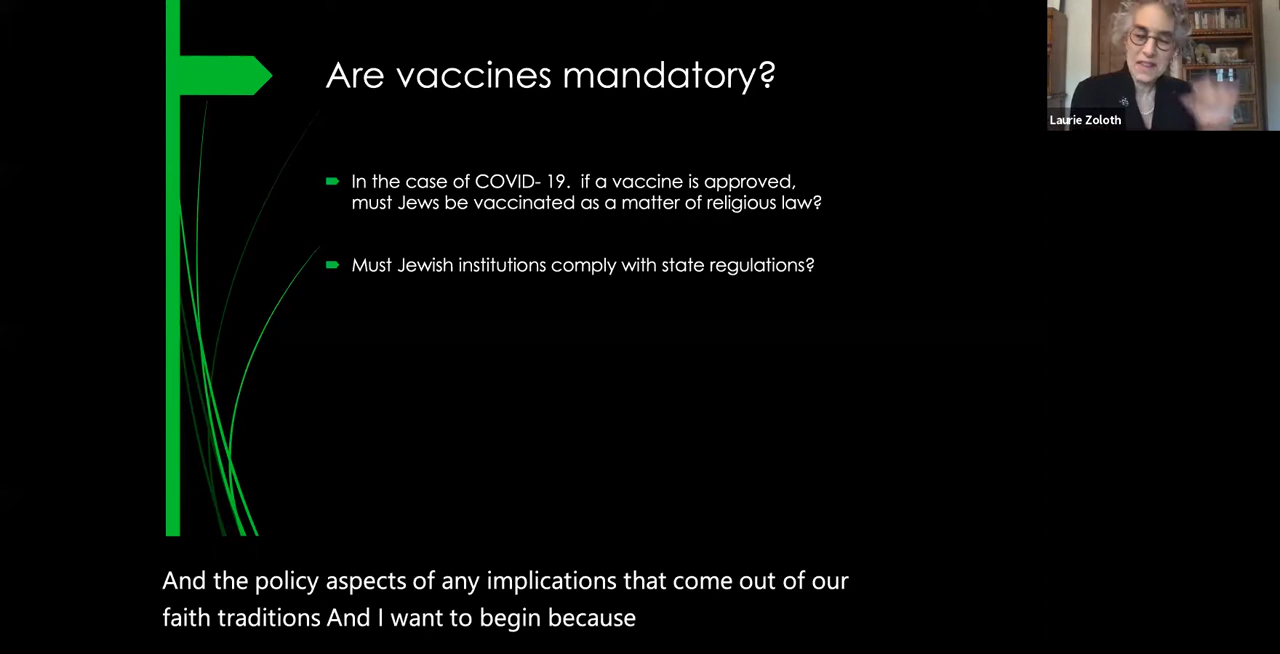 Are vaccines mandatory?
Laurie Zoloth
In the case of COVID- 19.  if a vaccine is approved,
must Jews be vaccinated as a matter of religious law?
Must Jewish institutions comply with state regulations?
And the policy aspects of any implications that come out of our
faith traditions And I want to begin because